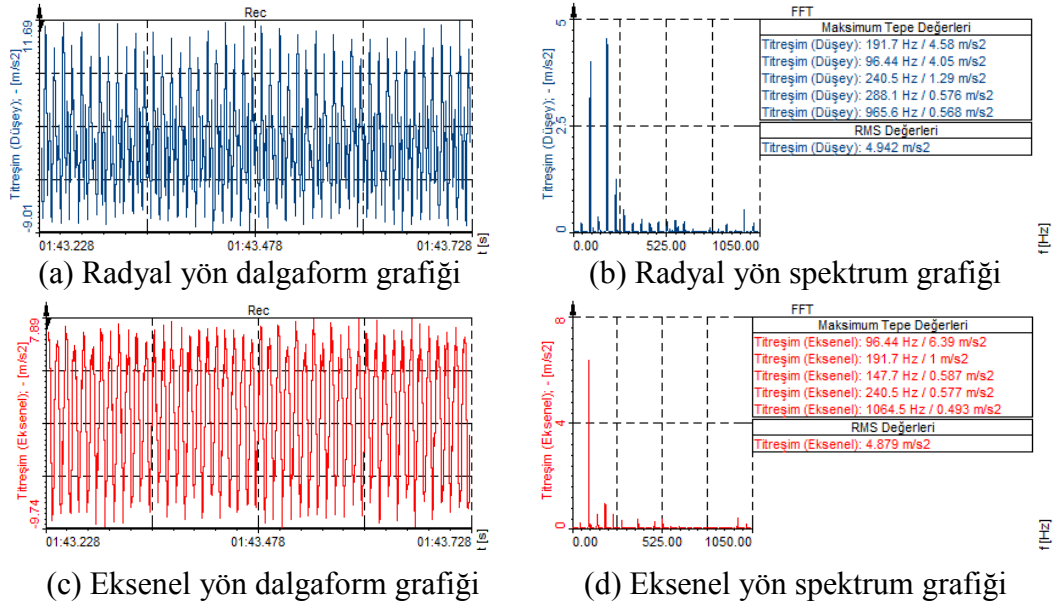 Rec
Titreşim (Düşey); - [m/s2]
11.69
-9.01
01:43.228
01:43.478
01:43.728
t [s]
(a) Radyal yön dalgaform grafiği
FFT
Titreşim (Düşey); - [m/s2]
5
2.5
0
0.00
525.00
1050.00
f [Hz]
Maksimum Tepe Değerleri
Titreşim (Düşey): 191.7 Hz / 4.58 m/s2
Titreşim (Düşey): 96.44 Hz / 4.05 m/s2
Titreşim (Düşey): 240.5 Hz / 1.29 m/s2
Titreşim (Düşey): 288.1 Hz / 0.576 m/s2
Titreşim (Düşey): 965.6 Hz / 0.568 m/s2
RMS Değerleri
Titreşim (Düşey): 4.942 m/s2
(b) Radyal yön spektrum grafiği
Rec
Titreşim (Eksenel); - [m/s2]
7.89
-9.74
01:43.228
01:43.478
01:43.728
t [s]
(c) Eksenel yön dalgaform grafiği
FFT
Titreşim (Eksenel); - [m/s2]
8
4
0
0.00
525.00
1050.00
f [Hz]
Maksimum Tepe Değerleri
Titreşim (Eksenel): 96.44 Hz / 6.39 m/s2
Titreşim (Eksenel): 191.7 Hz / 1 m/s2
Titreşim (Eksenel): 147.7 Hz / 0.587 m/s2
Titreşim (Eksenel): 240.5 Hz / 0.577 m/s2
Titreşim (Eksenel): 1064.5 Hz / 0.493 m/s2
RMS Değerleri
Titreşim (Eksenel): 4.879 m/s2
(d) Eksenel yön spektrum grafiği